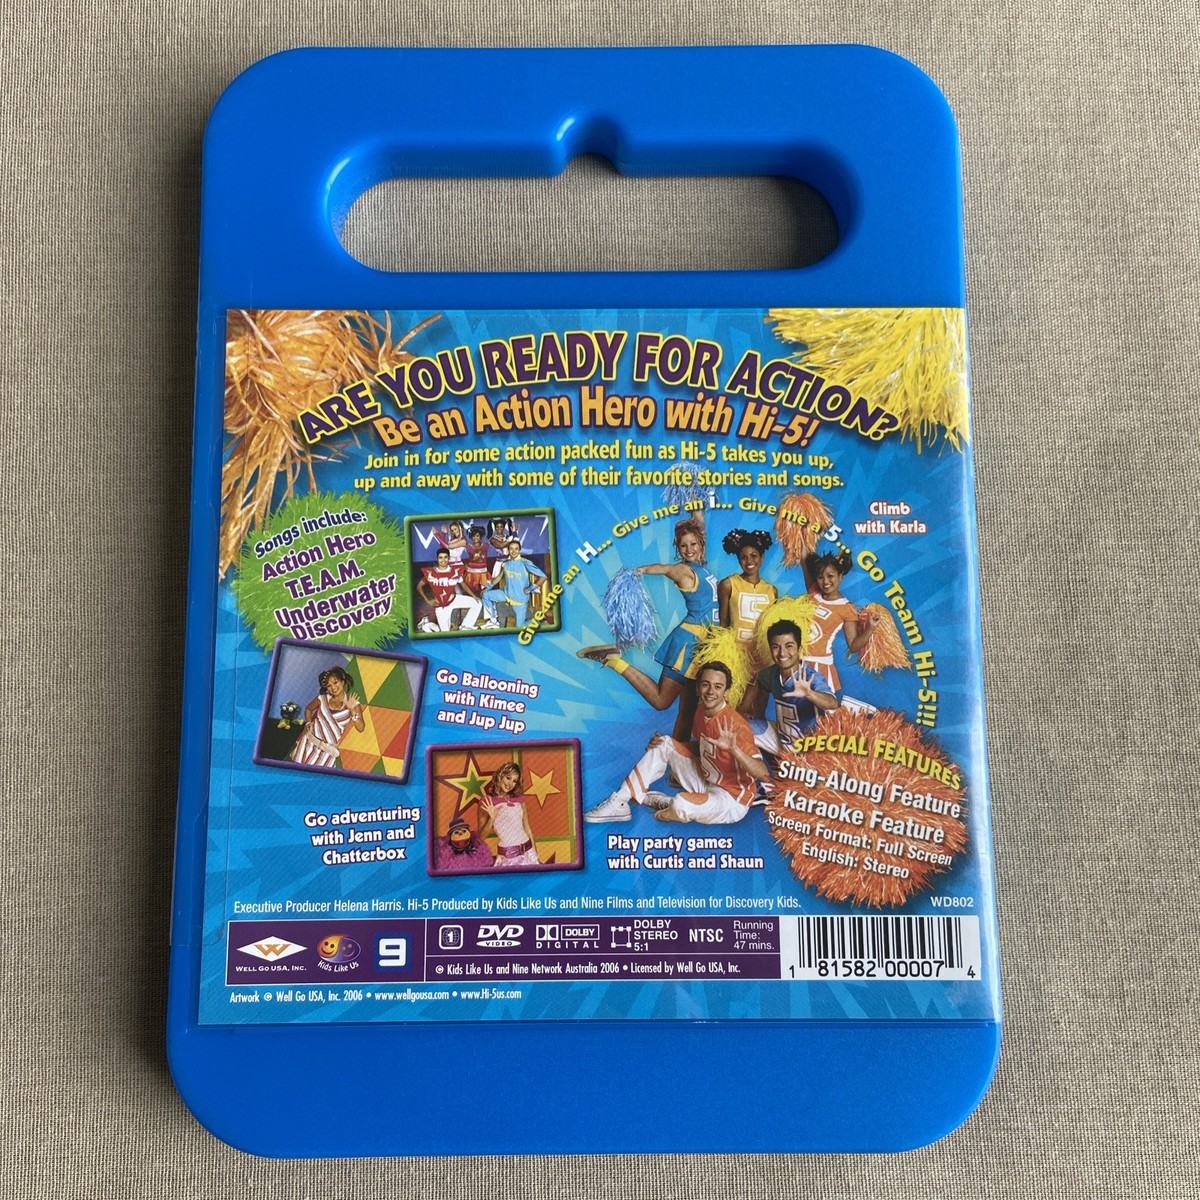 ARE YOU READY FOR ACTION?
Be an Action Hero with Hi-5!
Join in for some action packed fun as Hi-5 takes you up,
up and away with some of their favorite stories and songs.
Give me an H... Give me an i... Give me a 5... Go Team Hi-5!!!
Climb
with Karla
Songs include:
Action Hero
T.E.A.M.
Underwater
Discovery
Go Ballooning
with Kimee
and Jup Jup
Go adventuring
with Jenn and
Chatterbox
Play party games
with Curtis and Shaun
SPECIAL FEATURES
Sing-Along Feature
Karaoke Feature
Screen Format: Full Screen
English: Stereo
Executive Producer Helena Harris. Hi-5 Produced by Kids Like Us and Nine Films and Television for Discovery Kids.
WD802
WELL GO USA, INC.
Kids Like Us
9
1
DVD
VIDEO
DOLBY
DIGITAL
DOLBY
STEREO
5:1
NTSC
Running
Time:
47 mins.
© Kids Like Us and Nine Network Australia 2006 • Licensed by Well Go USA, Inc.
1 81582 00007 4
Artwork © Well Go USA, Inc. 2006 • www.wellgousa.com • www.Hi-5us.com